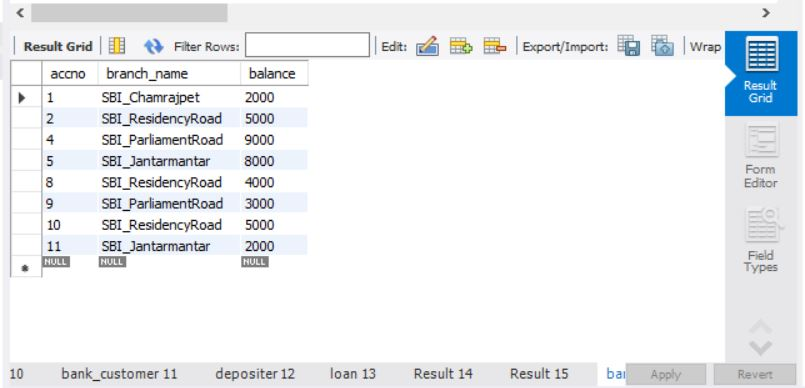 Result Grid Filter Rows: Edit: Export/Import: Wrap
accno branch_name balance
1 SBI_Chamrajpet 2000
2 SBI_ResidencyRoad 5000
4 SBI_ParliamentRoad 9000
5 SBI_Jantarmantar 8000
8 SBI_ResidencyRoad 4000
9 SBI_ParliamentRoad 3000
10 SBI_ResidencyRoad 5000
11 SBI_Jantarmantar 2000
NULL NULL NULL
Result
Grid
Form
Editor
Field
Types
10 bank_customer 11 depositer 12 loan 13 Result 14 Result 15 ba Apply Revert